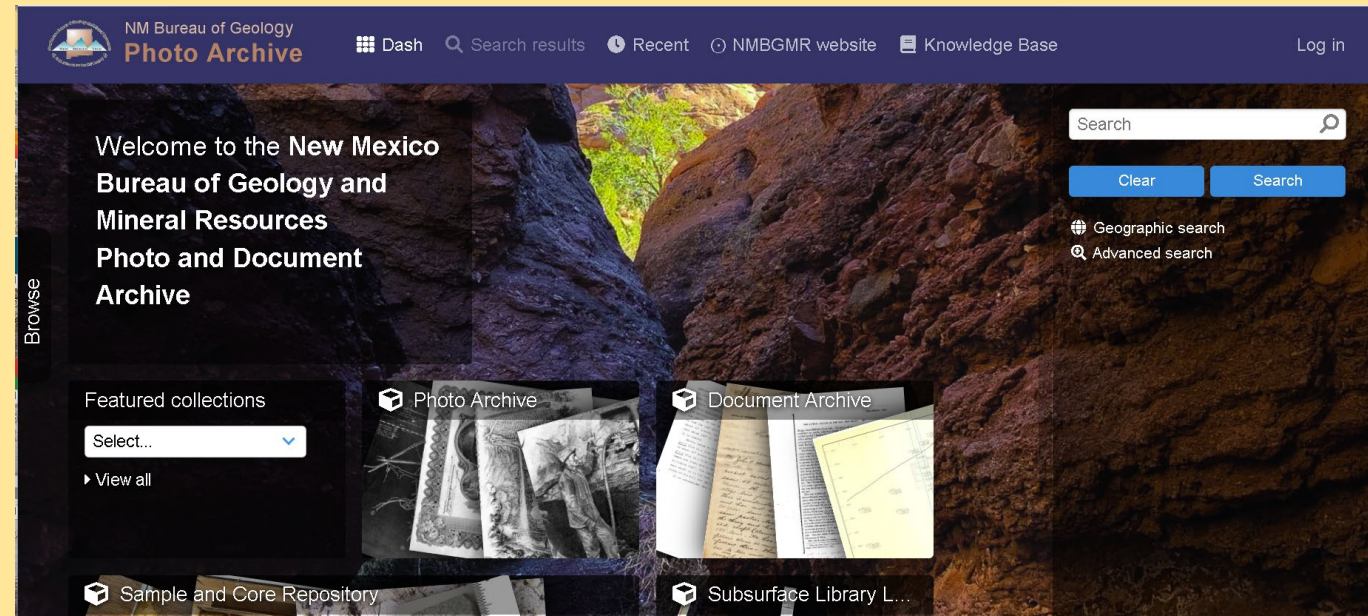 NM Bureau of Geology
Photo Archive
Dash
Search results
Recent
NMBGMR website
Knowledge Base
Log in
Welcome to the New Mexico
Bureau of Geology and
Mineral Resources
Photo and Document
Archive
Search
Clear
Search
Geographic search
Advanced search
Browse
Featured collections
Select...
View all
Photo Archive
Document Archive
Sample and Core Repository
Subsurface Library L...